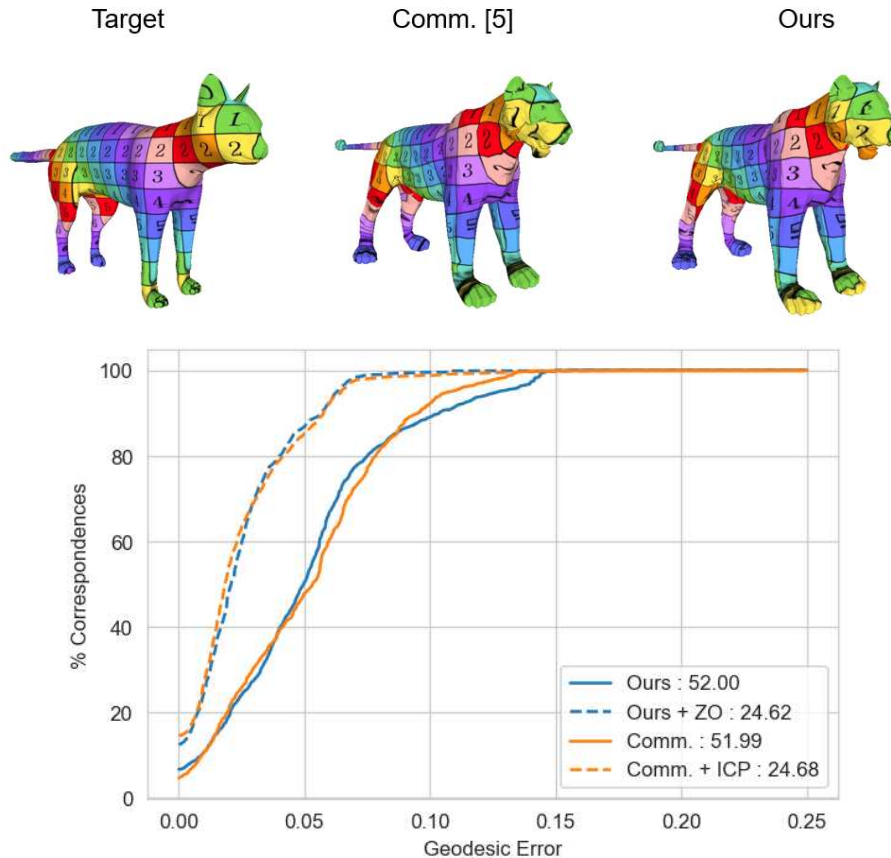 Target Comm. [5] Ours
100
80
60
40
20
0
% Correspondences
Ours : 52.00
Ours + ZO : 24.62
Comm. : 51.99
Comm. + ICP : 24.68
0.00 0.05 0.10 0.15 0.20 0.25
Geodesic Error